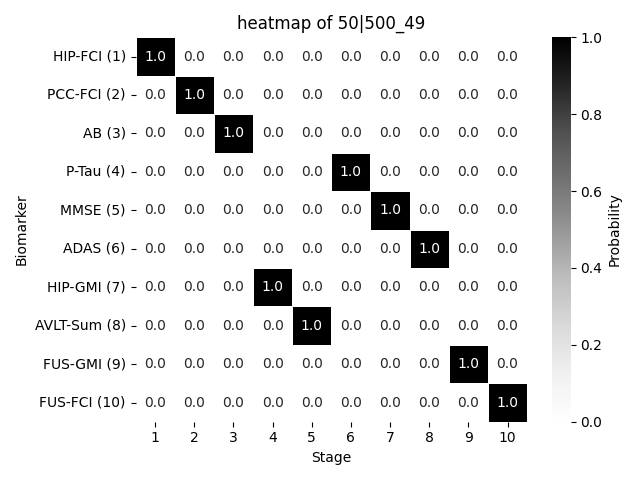 heatmap of 50|500_49
HIP-FCI (1) 1.0 0.0 0.0 0.0 0.0 0.0 0.0 0.0 0.0 0.0
PCC-FCI (2) 0.0 1.0 0.0 0.0 0.0 0.0 0.0 0.0 0.0 0.0
AB (3) 0.0 0.0 1.0 0.0 0.0 0.0 0.0 0.0 0.0 0.0
P-Tau (4) 0.0 0.0 0.0 0.0 0.0 1.0 0.0 0.0 0.0 0.0
MMSE (5) 0.0 0.0 0.0 0.0 0.0 0.0 1.0 0.0 0.0 0.0
ADAS (6) 0.0 0.0 0.0 0.0 0.0 0.0 0.0 1.0 0.0 0.0
HIP-GMI (7) 0.0 0.0 0.0 1.0 0.0 0.0 0.0 0.0 0.0 0.0
AVLT-Sum (8) 0.0 0.0 0.0 0.0 1.0 0.0 0.0 0.0 0.0 0.0
FUS-GMI (9) 0.0 0.0 0.0 0.0 0.0 0.0 0.0 0.0 1.0 0.0
FUS-FCI (10) 0.0 0.0 0.0 0.0 0.0 0.0 0.0 0.0 0.0 1.0
1 2 3 4 5 6 7 8 9 10
Stage
Biomarker
1.0
0.8
0.6
0.4
0.2
0.0
Probability